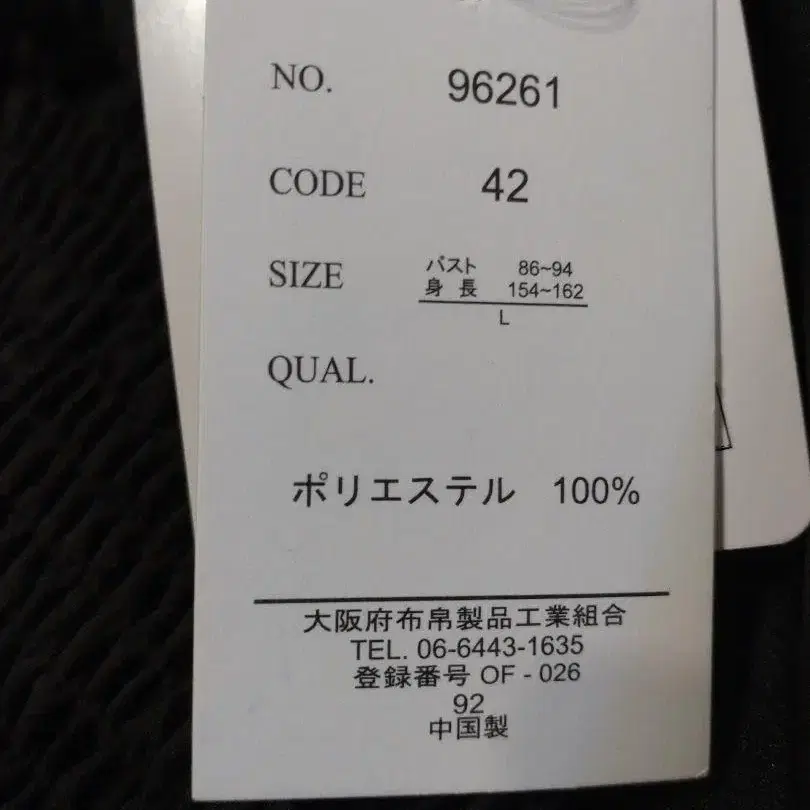 NO. 96261
CODE 42
SIZE バスト 86~94
身長 154~162
L
QUAL.
ポリエステル 100%
大阪府布帛製品工業組合
TEL. 06-6443-1635
登録番号 OF - 026
92
中国製